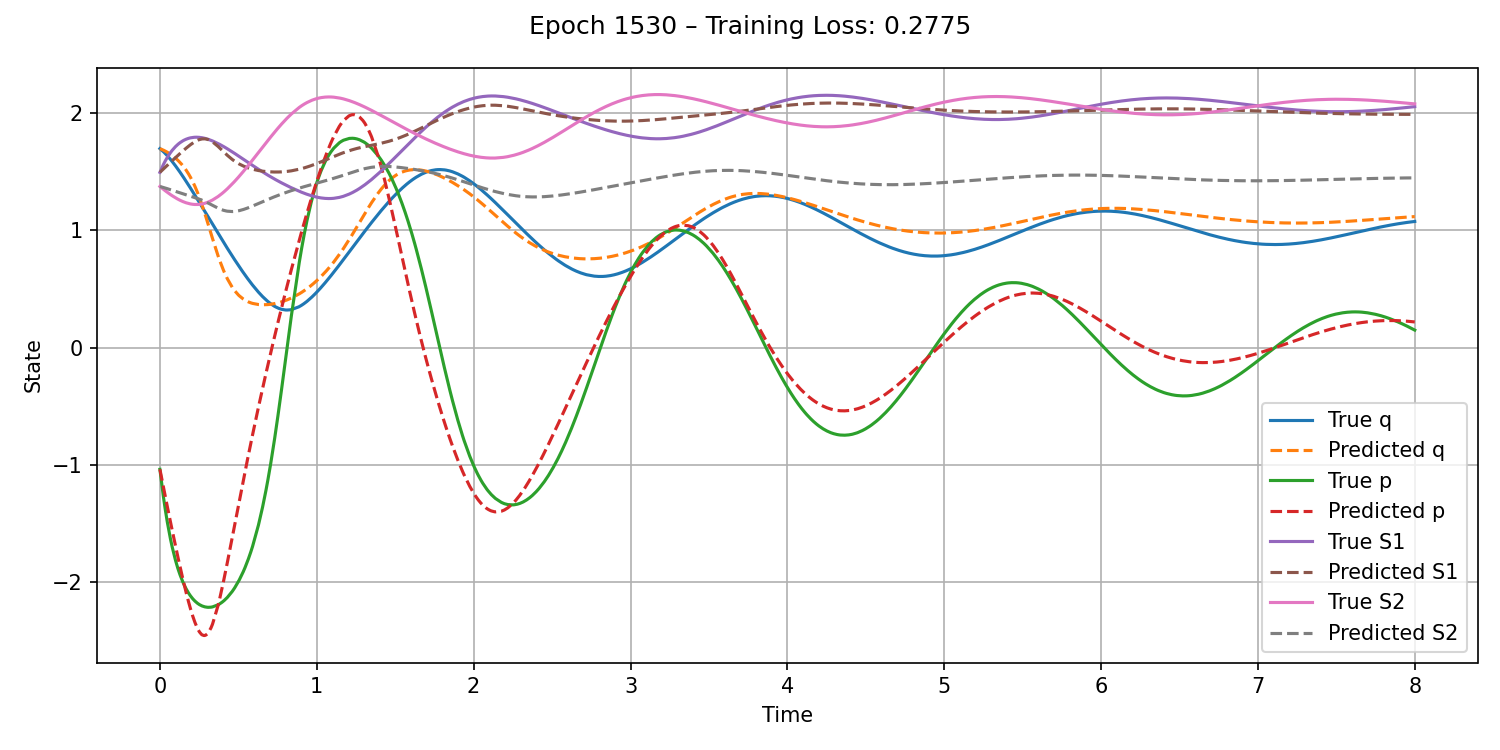 Epoch 1530 – Training Loss: 0.2775
State
2
1
0
−1
−2
0 1 2 3 4 5 6 7 8
Time
True q
Predicted q
True p
Predicted p
True S1
Predicted S1
True S2
Predicted S2